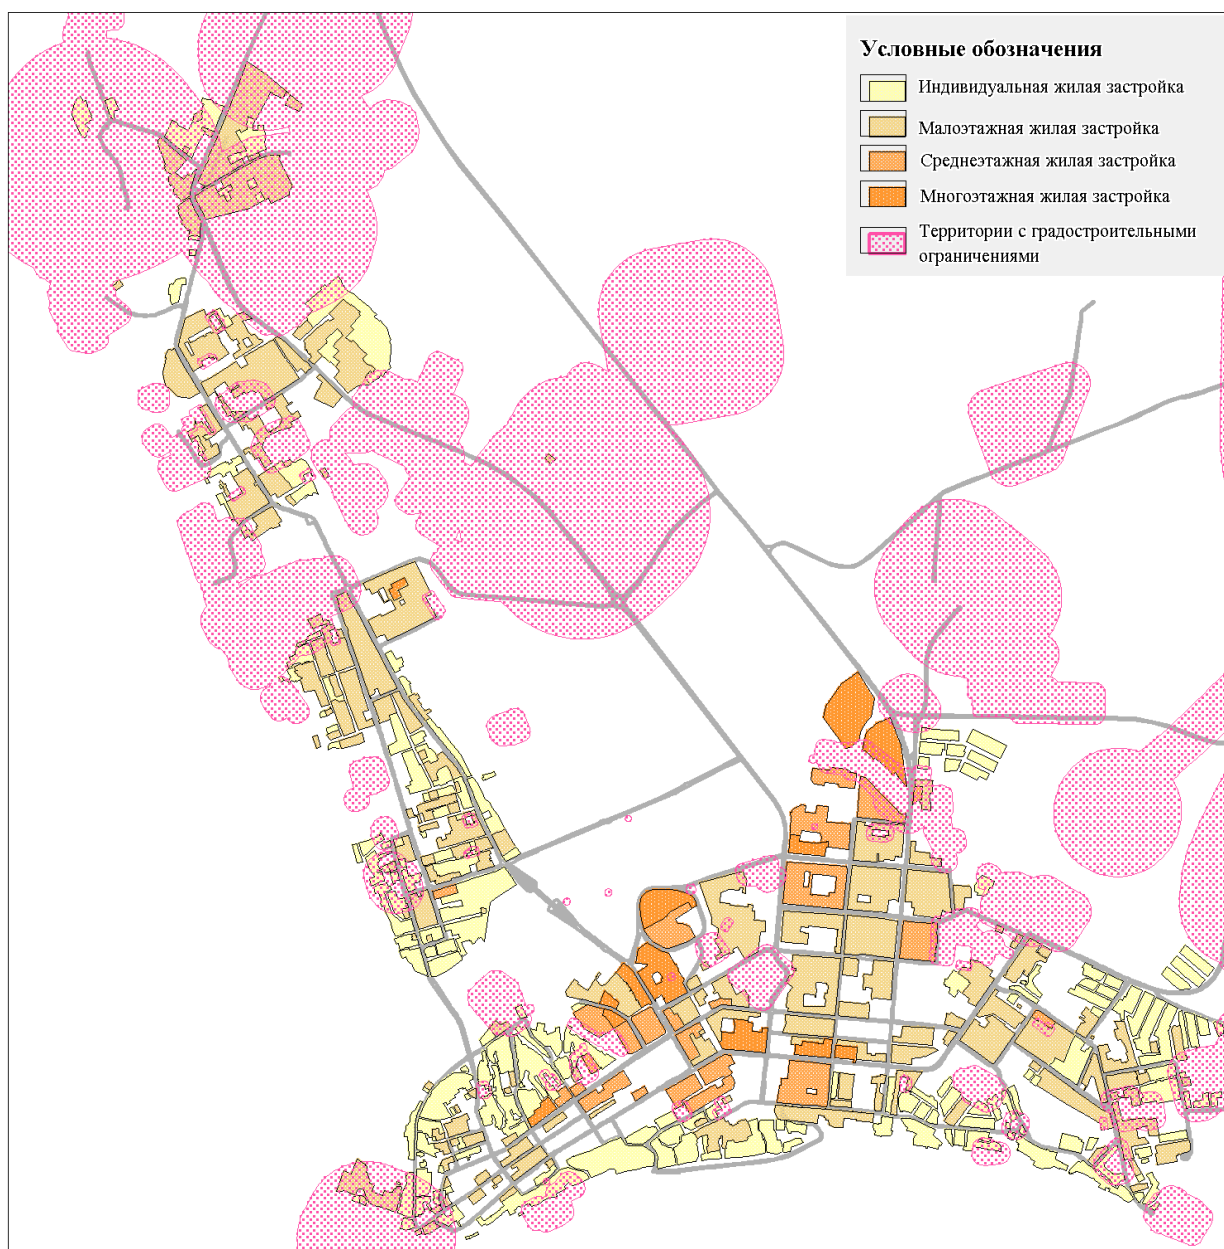 Условные обозначения
Индивидуальная жилая застройка
Малоэтажная жилая застройка
Среднеэтажная жилая застройка
Многоэтажная жилая застройка
Территории с градостроительными
ограничениями